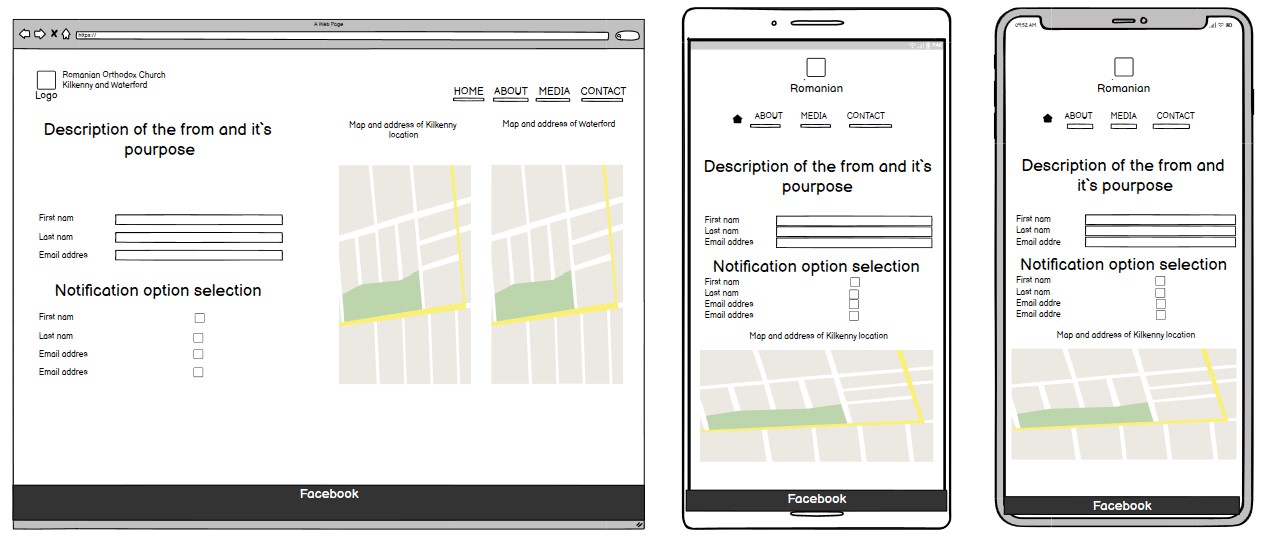 A Web Page
https://
Romanian Orthodox Church
Kilkenny and Waterford
Logo
HOME ABOUT MEDIA CONTACT
Description of the from and it`s
pourpose
Map and address of Kilkenny
location
Map and address of Waterford
First nam
Last nam
Email addres
Notification option selection
First nam
Last nam
Email addres
Email addres
Facebook
Romanian
ABOUT MEDIA CONTACT
Description of the from and it`s
pourpose
First nam
Last nam
Email addres
Notification option selection
First nam
Last nam
Email addres
Email addres
Map and address of Kilkenny location
Facebook
09:52 AM
Romanian
ABOUT MEDIA CONTACT
Description of the from and
it`s pourpose
First nam
Last nam
Email addre
Notification option selection
First nam
Last nam
Email addre
Email addre
Map and address of Kilkenny location
Facebook